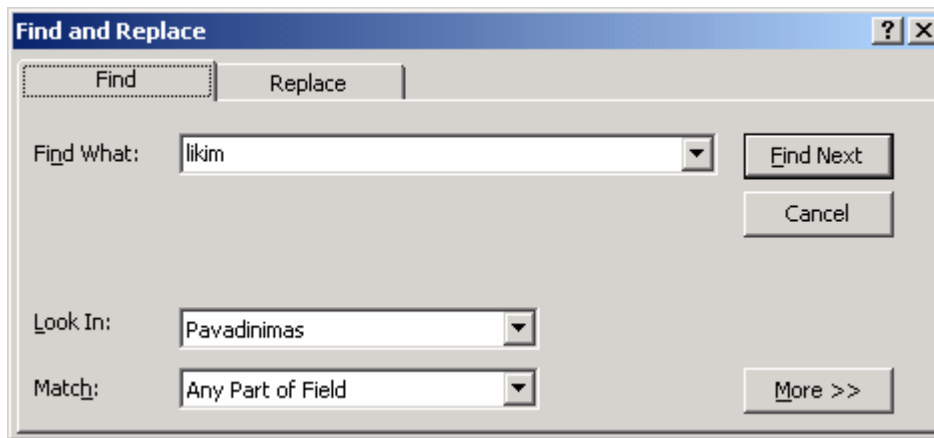 Find and Replace
Find Replace
Find What: likim Find Next
Cancel
Look In: Pavadinimas
Match: Any Part of Field More >>